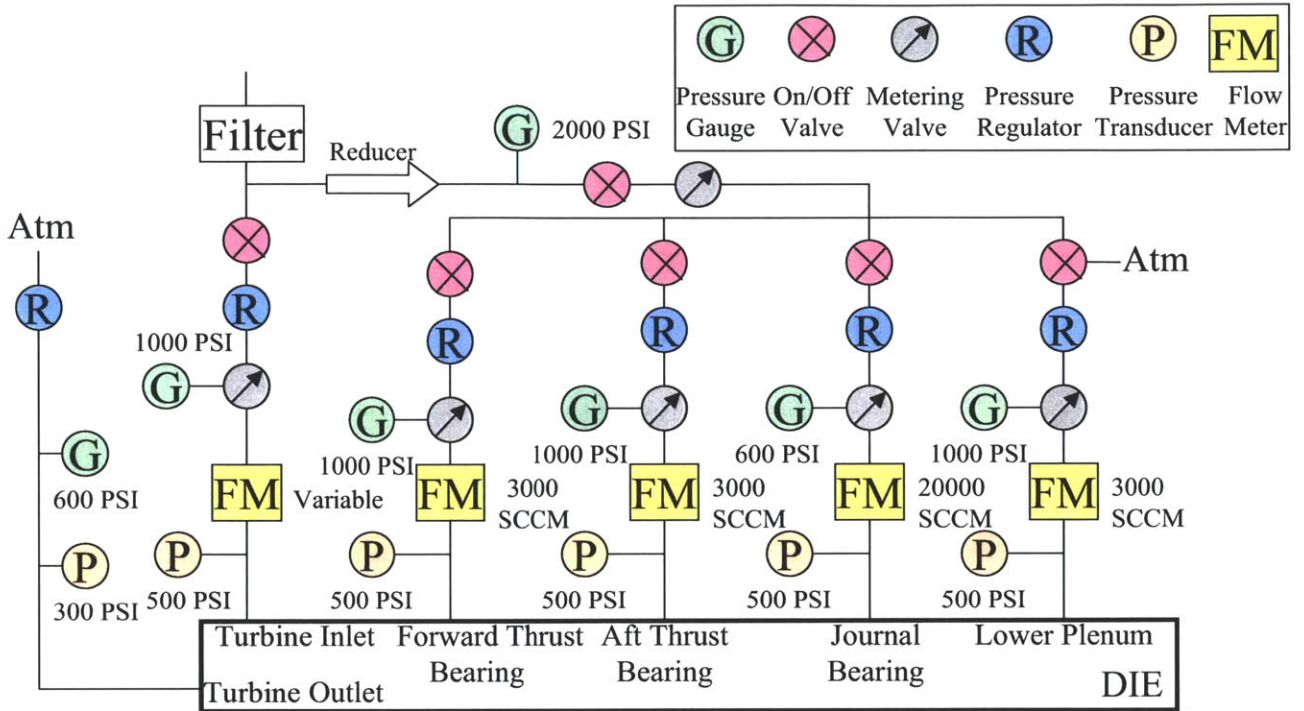 G
R
P
FM
Pressure Gauge
On/Off Valve
Metering Valve
Pressure Regulator
Pressure Transducer
Flow Meter
Filter
Reducer
G
2000 PSI
Atm
R
R
1000 PSI
G
G
600 PSI
P
300 PSI
FM
Variable
P
500 PSI
R
G
1000 PSI
FM
3000
SCCM
P
500 PSI
R
G
1000 PSI
FM
3000
SCCM
P
500 PSI
R
G
600 PSI
FM
20000
SCCM
P
500 PSI
Atm
R
G
1000 PSI
FM
3000
SCCM
P
500 PSI
Turbine Inlet
Forward Thrust
Bearing
Aft Thrust
Bearing
Journal
Bearing
Lower Plenum
Turbine Outlet
DIE